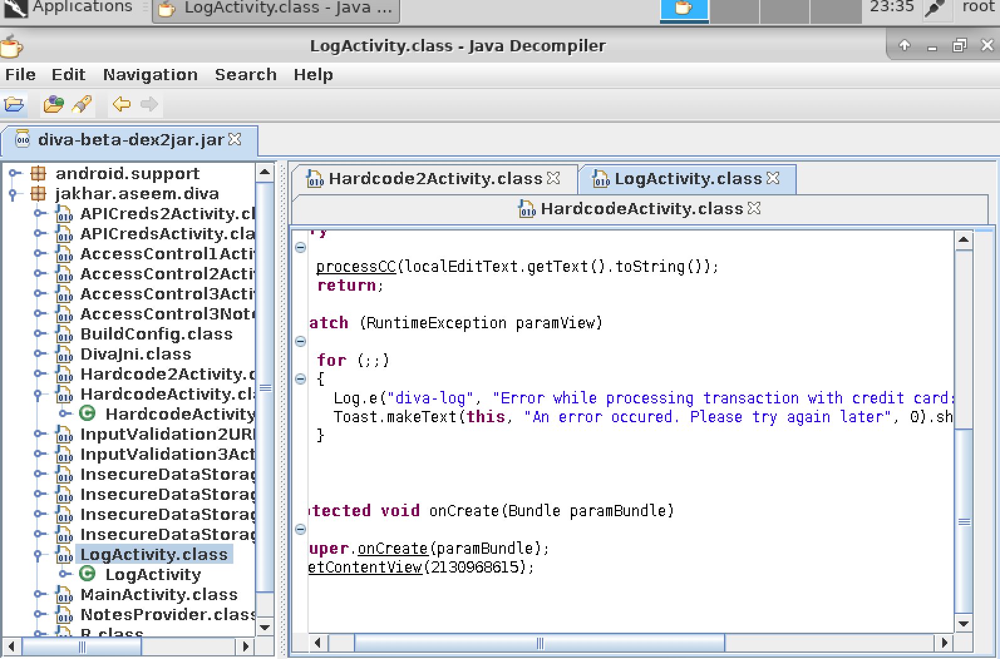 Applications
LogActivity.class - Java ...
23:35
root
LogActivity.class - Java Decompiler
File Edit Navigation Search Help
diva-beta-dex2jar.jar
android.support
jakhar.aseem.diva
APICreds2Activity.cl
APICredsActivity.cla
AccessControl1Acti
AccessControl2Acti
AccessControl3Acti
AccessControl3Not
BuildConfig.class
DivaJni.class
Hardcode2Activity.c
HardcodeActivity.cl
HardcodeActivity
InputValidation2URI
InputValidation3Act
InsecureDataStorag
InsecureDataStorag
InsecureDataStorag
InsecureDataStorag
LogActivity.class
LogActivity
MainActivity.class
NotesProvider.class
R.class
Hardcode2Activity.class
LogActivity.class
HardcodeActivity.class
ry
processCC(localEditText.getText().toString());
return;
atch (RuntimeException paramView)
for (;;)
{
Log.e("diva-log", "Error while processing transaction with credit card:
Toast.makeText(this, "An error occured. Please try again later", 0).sh
}
tected void onCreate(Bundle paramBundle)
uper.onCreate(paramBundle);
etContentView(2130968615);